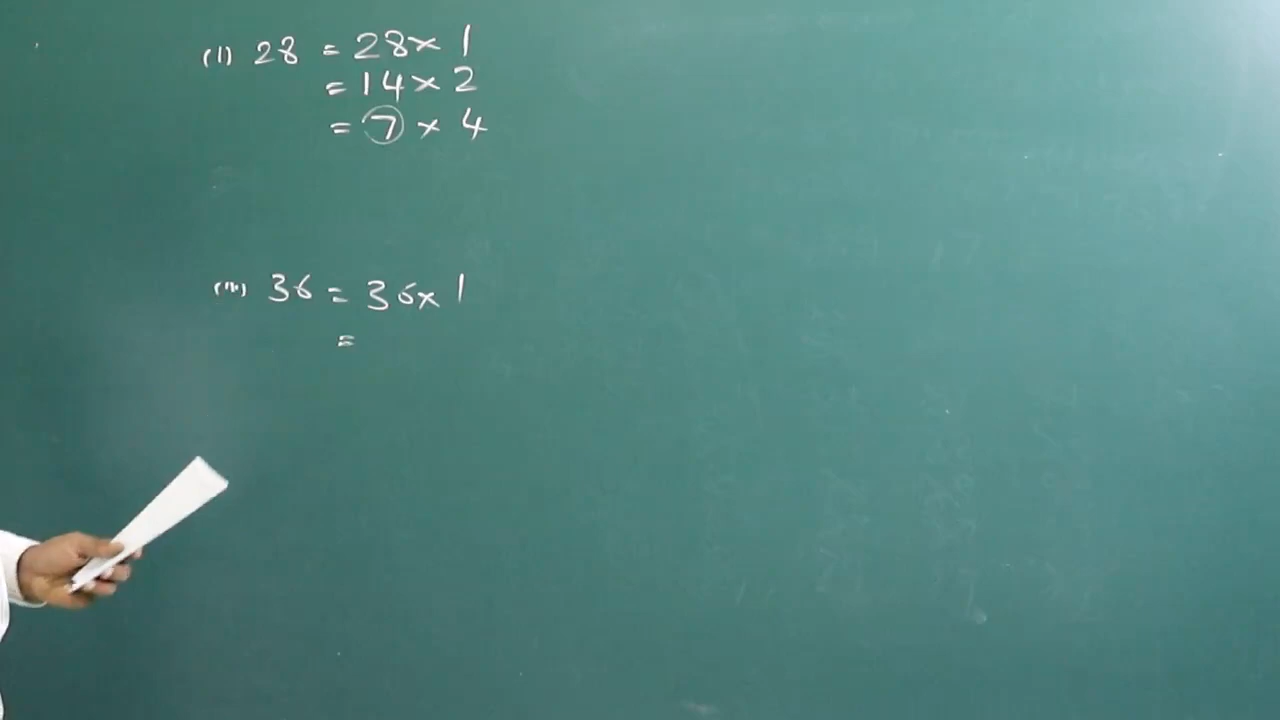 (i) 28 = 28 × 1
= 14 × 2
= 7 × 4
36 = 36 × 1
=